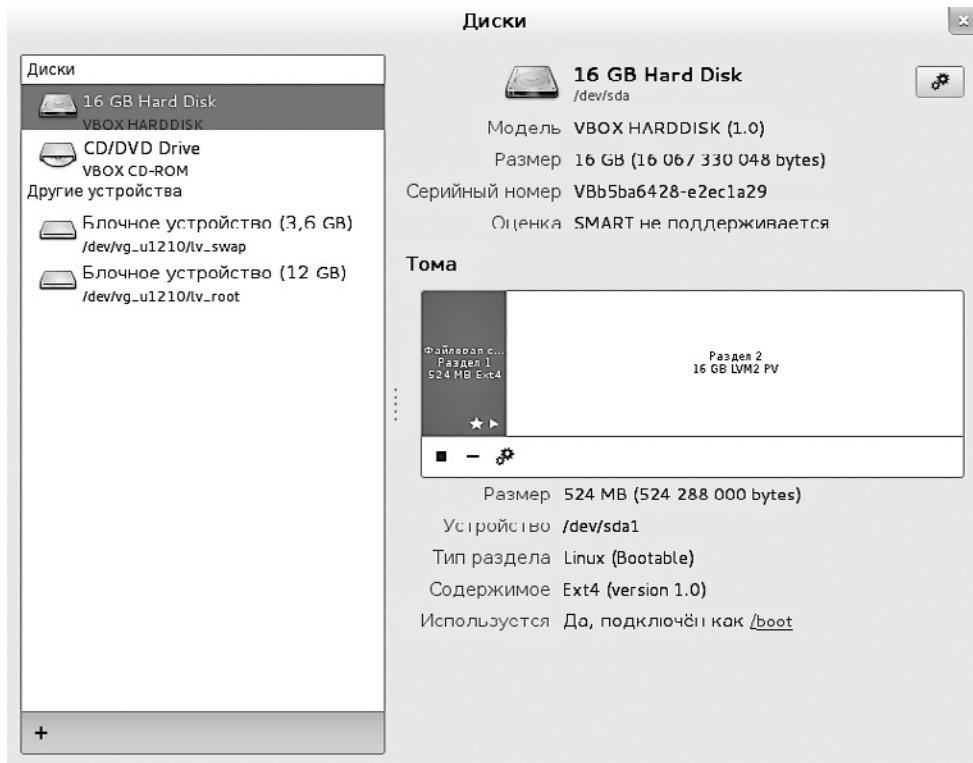 Диски
Диски
16 GB Hard Disk
VBOX HARDDISK
CD/DVD Drive
VBOX CD-ROM
Другие устройства
Блочное устройство (3,6 GB)
/dev/vg_u1210/lv_swap
Блочное устройство (12 GB)
/dev/vg_u1210/lv_root
16 GB Hard Disk
/dev/sda
Модель VBOX HARDDISK (1.0)
Размер 16 GB (16 067 330 048 bytes)
Серийный номер VBb5ba6428-e2ec1a29
Оценка SMART не поддерживается
Тома
Файловая с...
Раздел 1
524 MB Ext4
Раздел 2
16 GB LVM2 PV
Размер 524 MB (524 288 000 bytes)
Устройство /dev/sda1
Тип раздела Linux (Bootable)
Содержимое Ext4 (version 1.0)
Используется Да, подключён как /boot